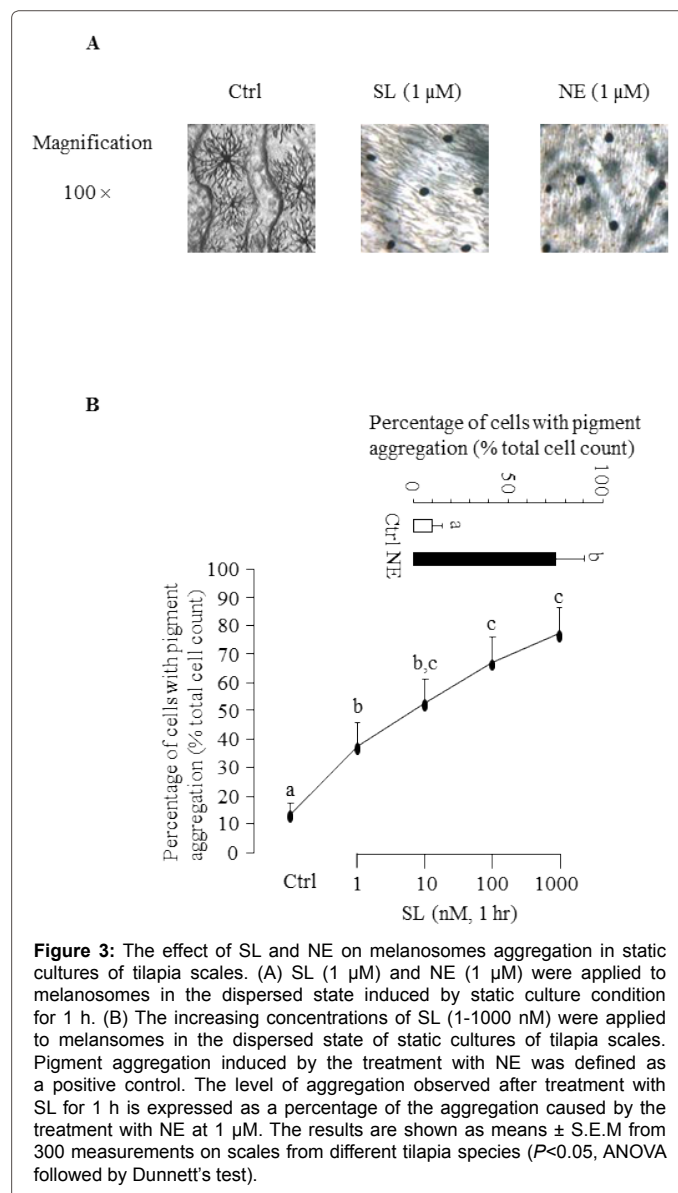 A
Ctrl SL (1 µM) NE (1 µM)
Magnification
100 ×
B
Percentage of cells with pigment
aggregation (% total cell count)
0 50 100
Ctrl a
NE b
Percentage of cells with pigment
aggregation (% total cell count)
100
90
80
70
60
50
40
30
20
10
0
a
b
b,c
c
c
Ctrl 1 10 100 1000
SL (nM, 1 hr)
Figure 3: The effect of SL and NE on melanosomes aggregation in static
cultures of tilapia scales. (A) SL (1 µM) and NE (1 µM) were applied to
melanosomes in the dispersed state induced by static culture condition
for 1 h. (B) The increasing concentrations of SL (1-1000 nM) were applied
to melansomes in the dispersed state of static cultures of tilapia scales.
Pigment aggregation induced by the treatment with NE was defined as
a positive control. The level of aggregation observed after treatment with
SL for 1 h is expressed as a percentage of the aggregation caused by the
treatment with NE at 1 µM. The results are shown as means ± S.E.M from
300 measurements on scales from different tilapia species (P<0.05, ANOVA
followed by Dunnett’s test).